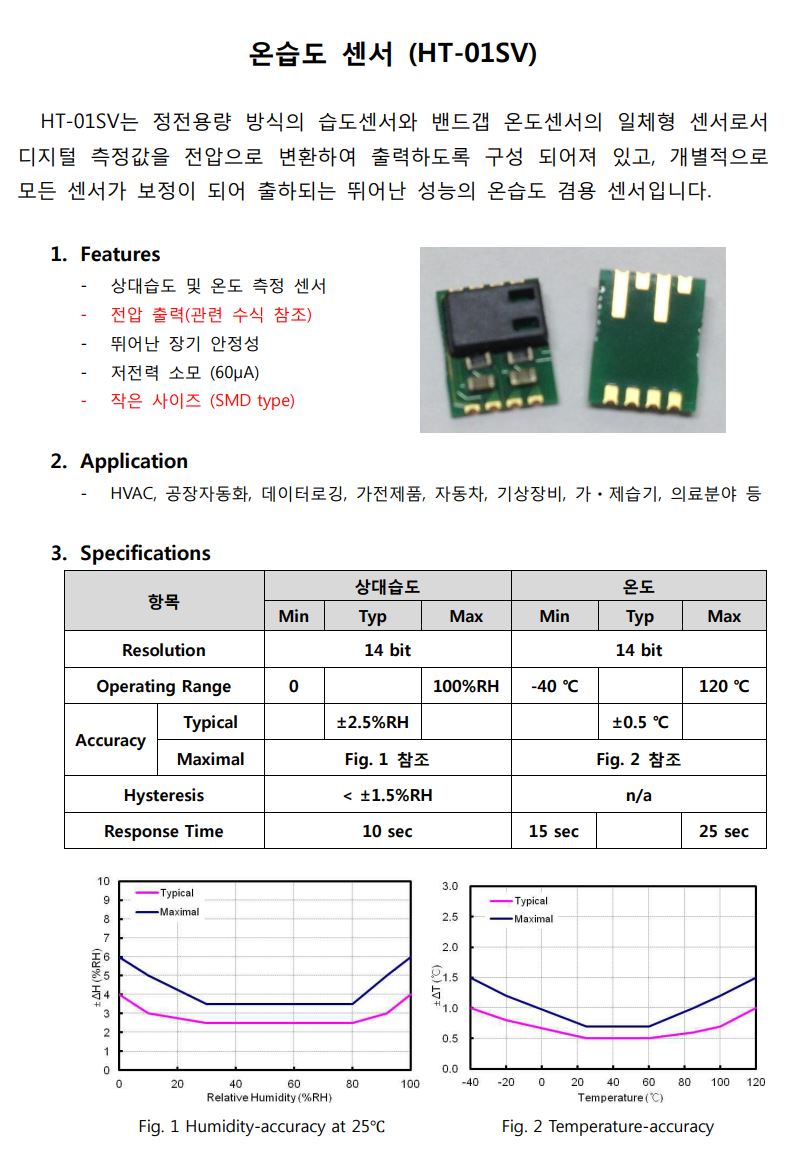 온습도 센서 (HT-01SV)
HT-01SV는 정전용량 방식의 습도센서와 밴드갭 온도센서의 일체형 센서로서
디지털 측정값을 전압으로 변환하여 출력하도록 구성 되어져 있고, 개별적으로
모든 센서가 보정이 되어 출하되는 뛰어난 성능의 온습도 겸용 센서입니다.
1. Features
- 상대습도 및 온도 측정 센서
- 전압 출력(관련 수식 참조)
- 뛰어난 장기 안정성
- 저전력 소모 (60μA)
- 작은 사이즈 (SMD type)
2. Application
- HVAC, 공장자동화, 데이터로깅, 가전제품, 자동차, 기상장비, 가・제습기, 의료분야 등
3. Specifications
항목 상대습도 온도
Min Typ Max Min Typ Max
Resolution 14 bit 14 bit
Operating Range 0 100%RH -40 ℃ 120 ℃
Accuracy Typical ±2.5%RH ±0.5 ℃
Maximal Fig. 1 참조 Fig. 2 참조
Hysteresis < ±1.5%RH n/a
Response Time 10 sec 15 sec 25 sec
10
9
8
7
6
5
4
3
2
1
0
±ΔH (%RH)
Typical
Maximal
0 20 40 60 80 100
Relative Humidity (%RH)
Fig. 1 Humidity-accuracy at 25℃
3.0
2.5
2.0
1.5
1.0
0.5
0.0
±ΔT (℃)
Typical
Maximal
-40 -20 0 20 40 60 80 100 120
Temperature (℃)
Fig. 2 Temperature-accuracy